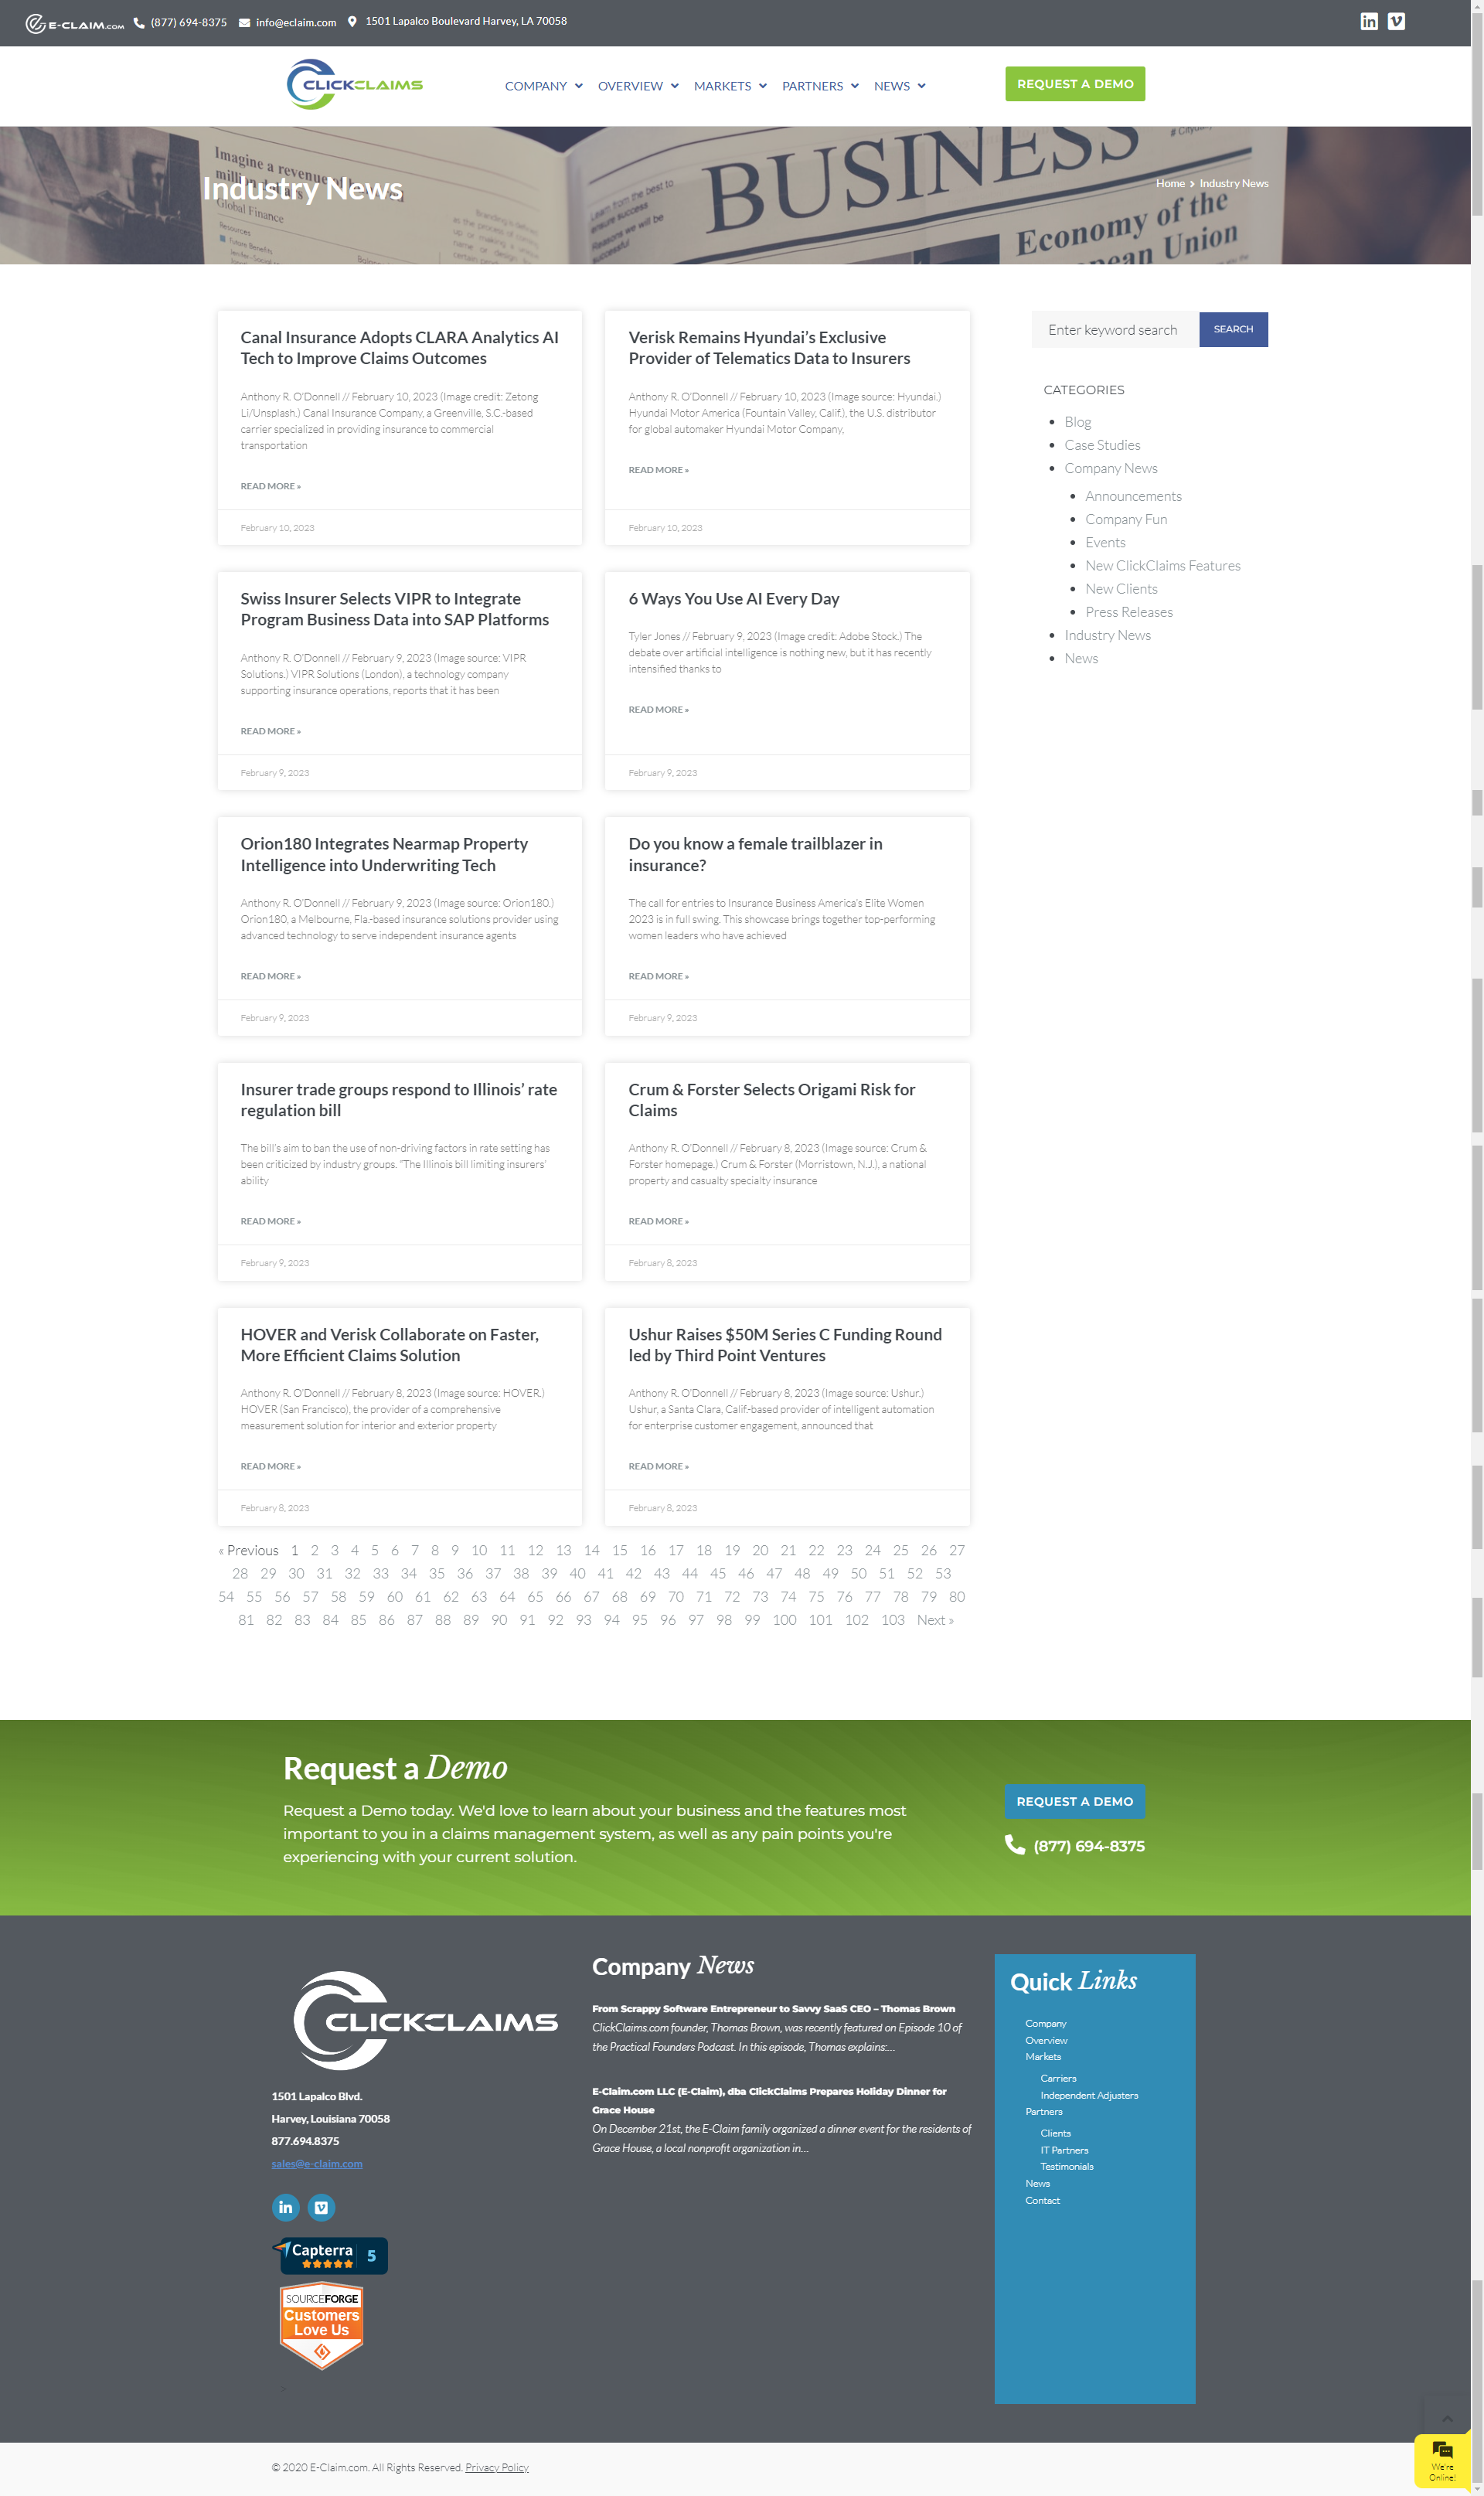 E-CLAIM.COM (877) 694-8375 info@eclaim.com 1501 Lapalco Boulevard Harvey, LA 70058
CLICKCLAIMS COMPANY OVERVIEW MARKETS PARTNERS NEWS REQUEST A DEMO
Industry News
Home > Industry News
BUSINESS
Economy
European Union
Global Finance
Canal Insurance Adopts CLARA Analytics AI
Tech to Improve Claims Outcomes
Anthony R. O'Donnell // February 10, 2023 (Image credit: Zetong
Li/Unsplash.) Canal Insurance Company, a Greenville, S.C.-based
carrier specialized in providing insurance to commercial
transportation
READ MORE »
February 10, 2023
Verisk Remains Hyundai’s Exclusive
Provider of Telematics Data to Insurers
Anthony R. O'Donnell // February 10, 2023 (Image source: Hyundai.)
Hyundai Motor America (Fountain Valley, Calif.), the U.S. distributor
for global automaker Hyundai Motor Company,
READ MORE »
February 10, 2023
Enter keyword search SEARCH
CATEGORIES
Blog
Case Studies
Company News
Announcements
Company Fun
Events
New ClickClaims Features
New Clients
Press Releases
Industry News
News
Swiss Insurer Selects VIPR to Integrate
Program Business Data into SAP Platforms
Anthony R. O'Donnell // February 9, 2023 (Image source: VIPR
Solutions.) VIPR Solutions (London), a technology company
supporting insurance operations, reports that it has been
READ MORE »
February 9, 2023
6 Ways You Use AI Every Day
Tyler Jones // February 9, 2023 (Image credit: Adobe Stock.) The
debate over artificial intelligence is nothing new, but it has recently
intensified thanks to
READ MORE »
February 9, 2023
Orion180 Integrates Nearmap Property
Intelligence into Underwriting Tech
Anthony R. O'Donnell // February 9, 2023 (Image source: Orion180.)
Orion180, a Melbourne, Fla.-based insurance solutions provider using
advanced technology to serve independent insurance agents
READ MORE »
February 9, 2023
Do you know a female trailblazer in
insurance?
The call for entries to Insurance Business America's Elite Women
2023 is in full swing. This showcase brings together top-performing
women leaders who have achieved
READ MORE »
February 9, 2023
Insurer trade groups respond to Illinois’ rate
regulation bill
The bill's aim to ban the use of non-driving factors in rate setting has
been criticized by industry groups. “The Illinois bill limiting insurers'
ability
READ MORE »
February 9, 2023
Crum & Forster Selects Origami Risk for
Claims
Anthony R. O'Donnell // February 8, 2023 (Image source: Crum &
Forster homepage.) Crum & Forster (Morristown, N.J.), a national
property and casualty specialty insurance
READ MORE »
February 8, 2023
HOVER and Verisk Collaborate on Faster,
More Efficient Claims Solution
Anthony R. O'Donnell // February 8, 2023 (Image source: HOVER.)
HOVER (San Francisco), the provider of a comprehensive
measurement solution for interior and exterior property
READ MORE »
February 8, 2023
Ushur Raises $50M Series C Funding Round
led by Third Point Ventures
Anthony R. O'Donnell // February 8, 2023 (Image source: Ushur.)
Ushur, a Santa Clara, Calif.-based provider of intelligent automation
for enterprise customer engagement, announced that
READ MORE »
February 8, 2023
« Previous 1 2 3 4 5 6 7 8 9 10 11 12 13 14 15 16 17 18 19 20 21 22 23 24 25 26 27
28 29 30 31 32 33 34 35 36 37 38 39 40 41 42 43 44 45 46 47 48 49 50 51 52 53
54 55 56 57 58 59 60 61 62 63 64 65 66 67 68 69 70 71 72 73 74 75 76 77 78 79 80
81 82 83 84 85 86 87 88 89 90 91 92 93 94 95 96 97 98 99 100 101 102 103 Next »
Request a Demo
Request a Demo today. We'd love to learn about your business and the features most
important to you in a claims management system, as well as any pain points you're
experiencing with your current solution.
REQUEST A DEMO
(877) 694-8375
CLICKCLAIMS
1501 Lapalco Blvd.
Harvey, Louisiana 70058
877.694.8375
sales@e-claim.com
Capterra 5
SOURCEFORGE
Customers
Love Us
>
Company News
From Scrappy Software Entrepreneur to Savvy SaaS CEO – Thomas Brown
ClickClaims.com founder, Thomas Brown, was recently featured on Episode 10 of
the Practical Founders Podcast. In this episode, Thomas explains:...
E-Claim.com LLC (E-Claim), dba ClickClaims Prepares Holiday Dinner for
Grace House
On December 21st, the E-Claim family organized a dinner event for the residents of
Grace House, a local nonprofit organization in...
Quick Links
Company
Overview
Markets
Carriers
Independent Adjusters
Partners
Clients
IT Partners
Testimonials
News
Contact
We're
Online!
© 2020 E-Claim.com. All Rights Reserved. Privacy Policy